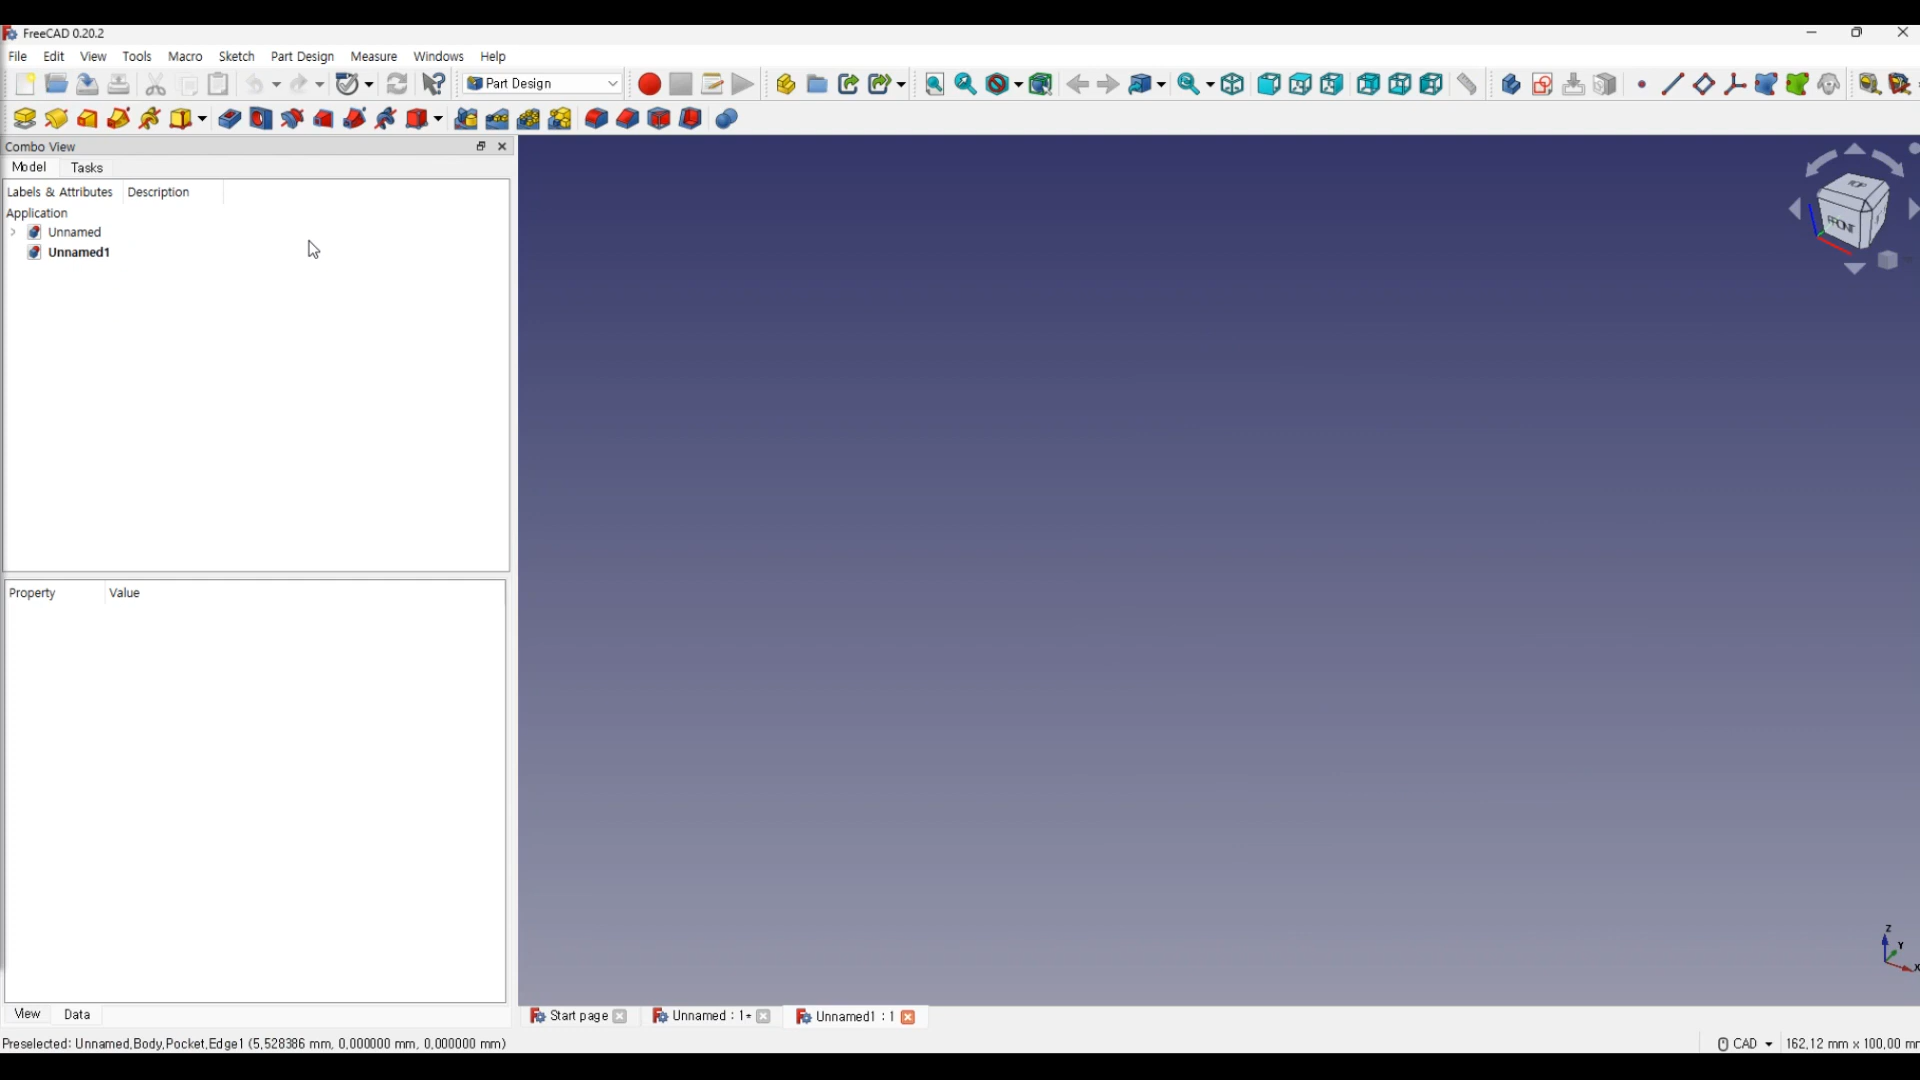 FreeCAD 0.20.2
File Edit View Tools Macro Sketch Part Design Measure Windows Help
Part Design
Combo View
Model Tasks
Labels & Attributes Description
Application
Unnamed
Unnamed1
TOP
FRONT
Property Value
Z
Y
X
View Data
Start page Unnamed : 1* Unnamed1 : 1
Preselected: Unnamed,Body,Pocket,Edge1 (5,528386 mm, 0,000000 mm, 0,000000 mm)
CAD 162,12 mm x 100,00 mm